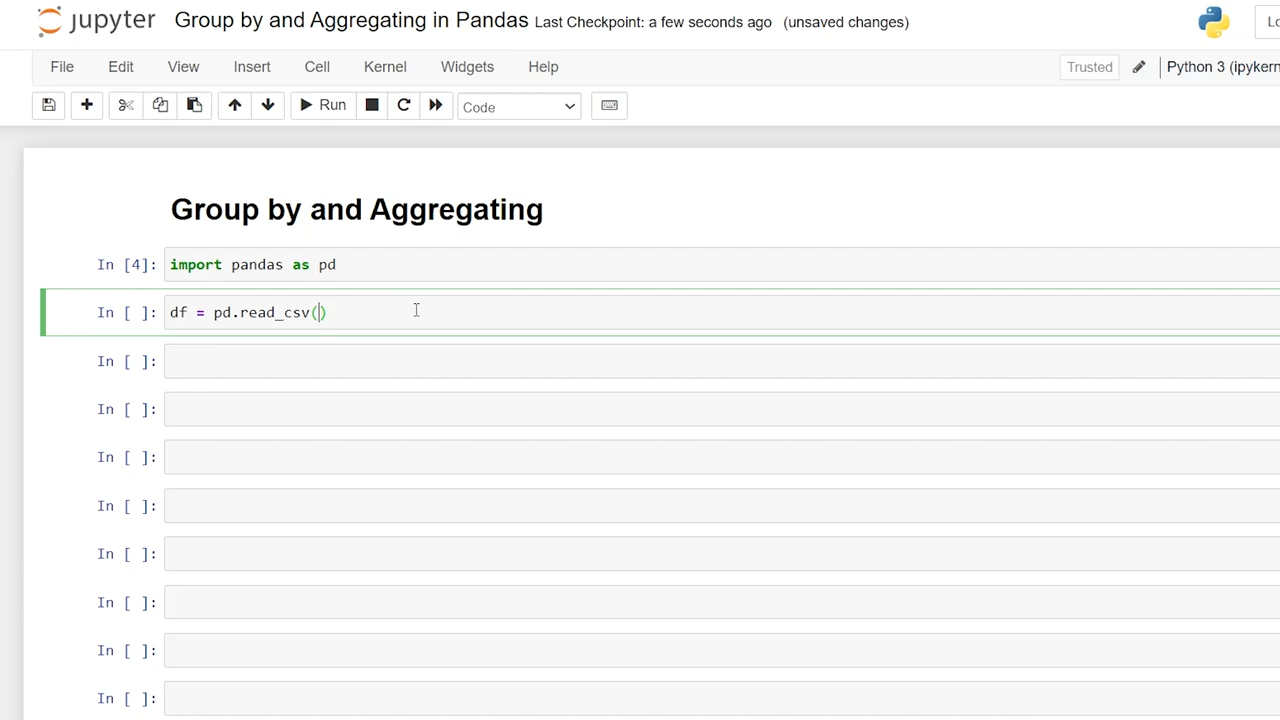 jupyter Group by and Aggregating in Pandas Last Checkpoint: a few seconds ago (unsaved changes)
File Edit View Insert Cell Kernel Widgets Help Trusted Python 3 (ipykern
Run Code
Group by and Aggregating
In [4]: import pandas as pd
In [ ]: df = pd.read_csv()
In [ ]:
In [ ]:
In [ ]:
In [ ]:
In [ ]:
In [ ]:
In [ ]:
In [ ]: